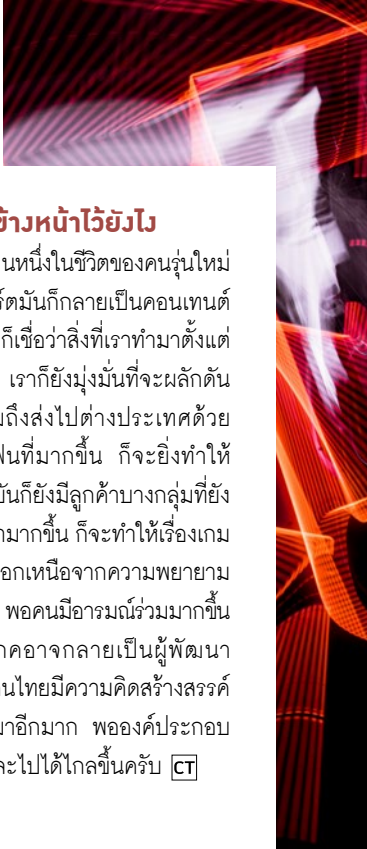 ข้างหน้าไว้ยังไง
นหนึ่งในชีวิตของคนรุ่นใหม่
ร์ตมันก็กลายเป็นคอนเทนต์
ก็เชื่อว่าสิ่งที่เราทำมาตั้งแต่
เราก็ยังมุ่งมั่นที่จะผลักดัน
มถึงส่งไปต่างประเทศด้วย
ฟนที่มากขึ้น ก็จะยิ่งทำให้
บันก็ยังมีลูกค้าบางกลุ่มที่ยัง
ามากขึ้น ก็จะทำให้เรื่องเกม
อกเหนือจากความพยายาม
พอคนมีอารมณ์ร่วมมากขึ้น
ภคอาจกลายเป็นผู้พัฒนา
นไทยมีความคิดสร้างสรรค์
มาอีกมาก พอองค์ประกอบ
ละไปได้ไกลขึ้นครับ CT